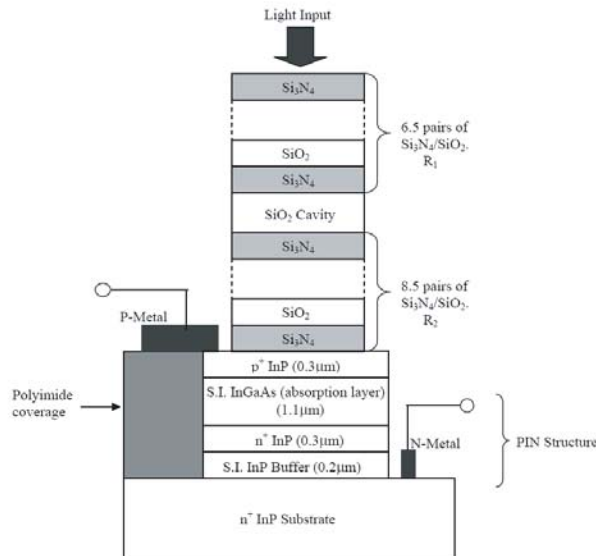 Light Input
Si₃N₄
SiO₂
Si₃N₄
6.5 pairs of
Si₃N₄/SiO₂.
R₁
SiO₂ Cavity
Si₃N₄
SiO₂
Si₃N₄
8.5 pairs of
Si₃N₄/SiO₂.
R₂
P-Metal
p⁺ InP (0.3μm)
S.I. InGaAs (absorption layer)
(1.1μm)
n⁺ InP (0.3μm)
S.I. InP Buffer (0.2μm)
n⁺ InP Substrate
Polyimide
coverage
N-Metal
PIN Structure